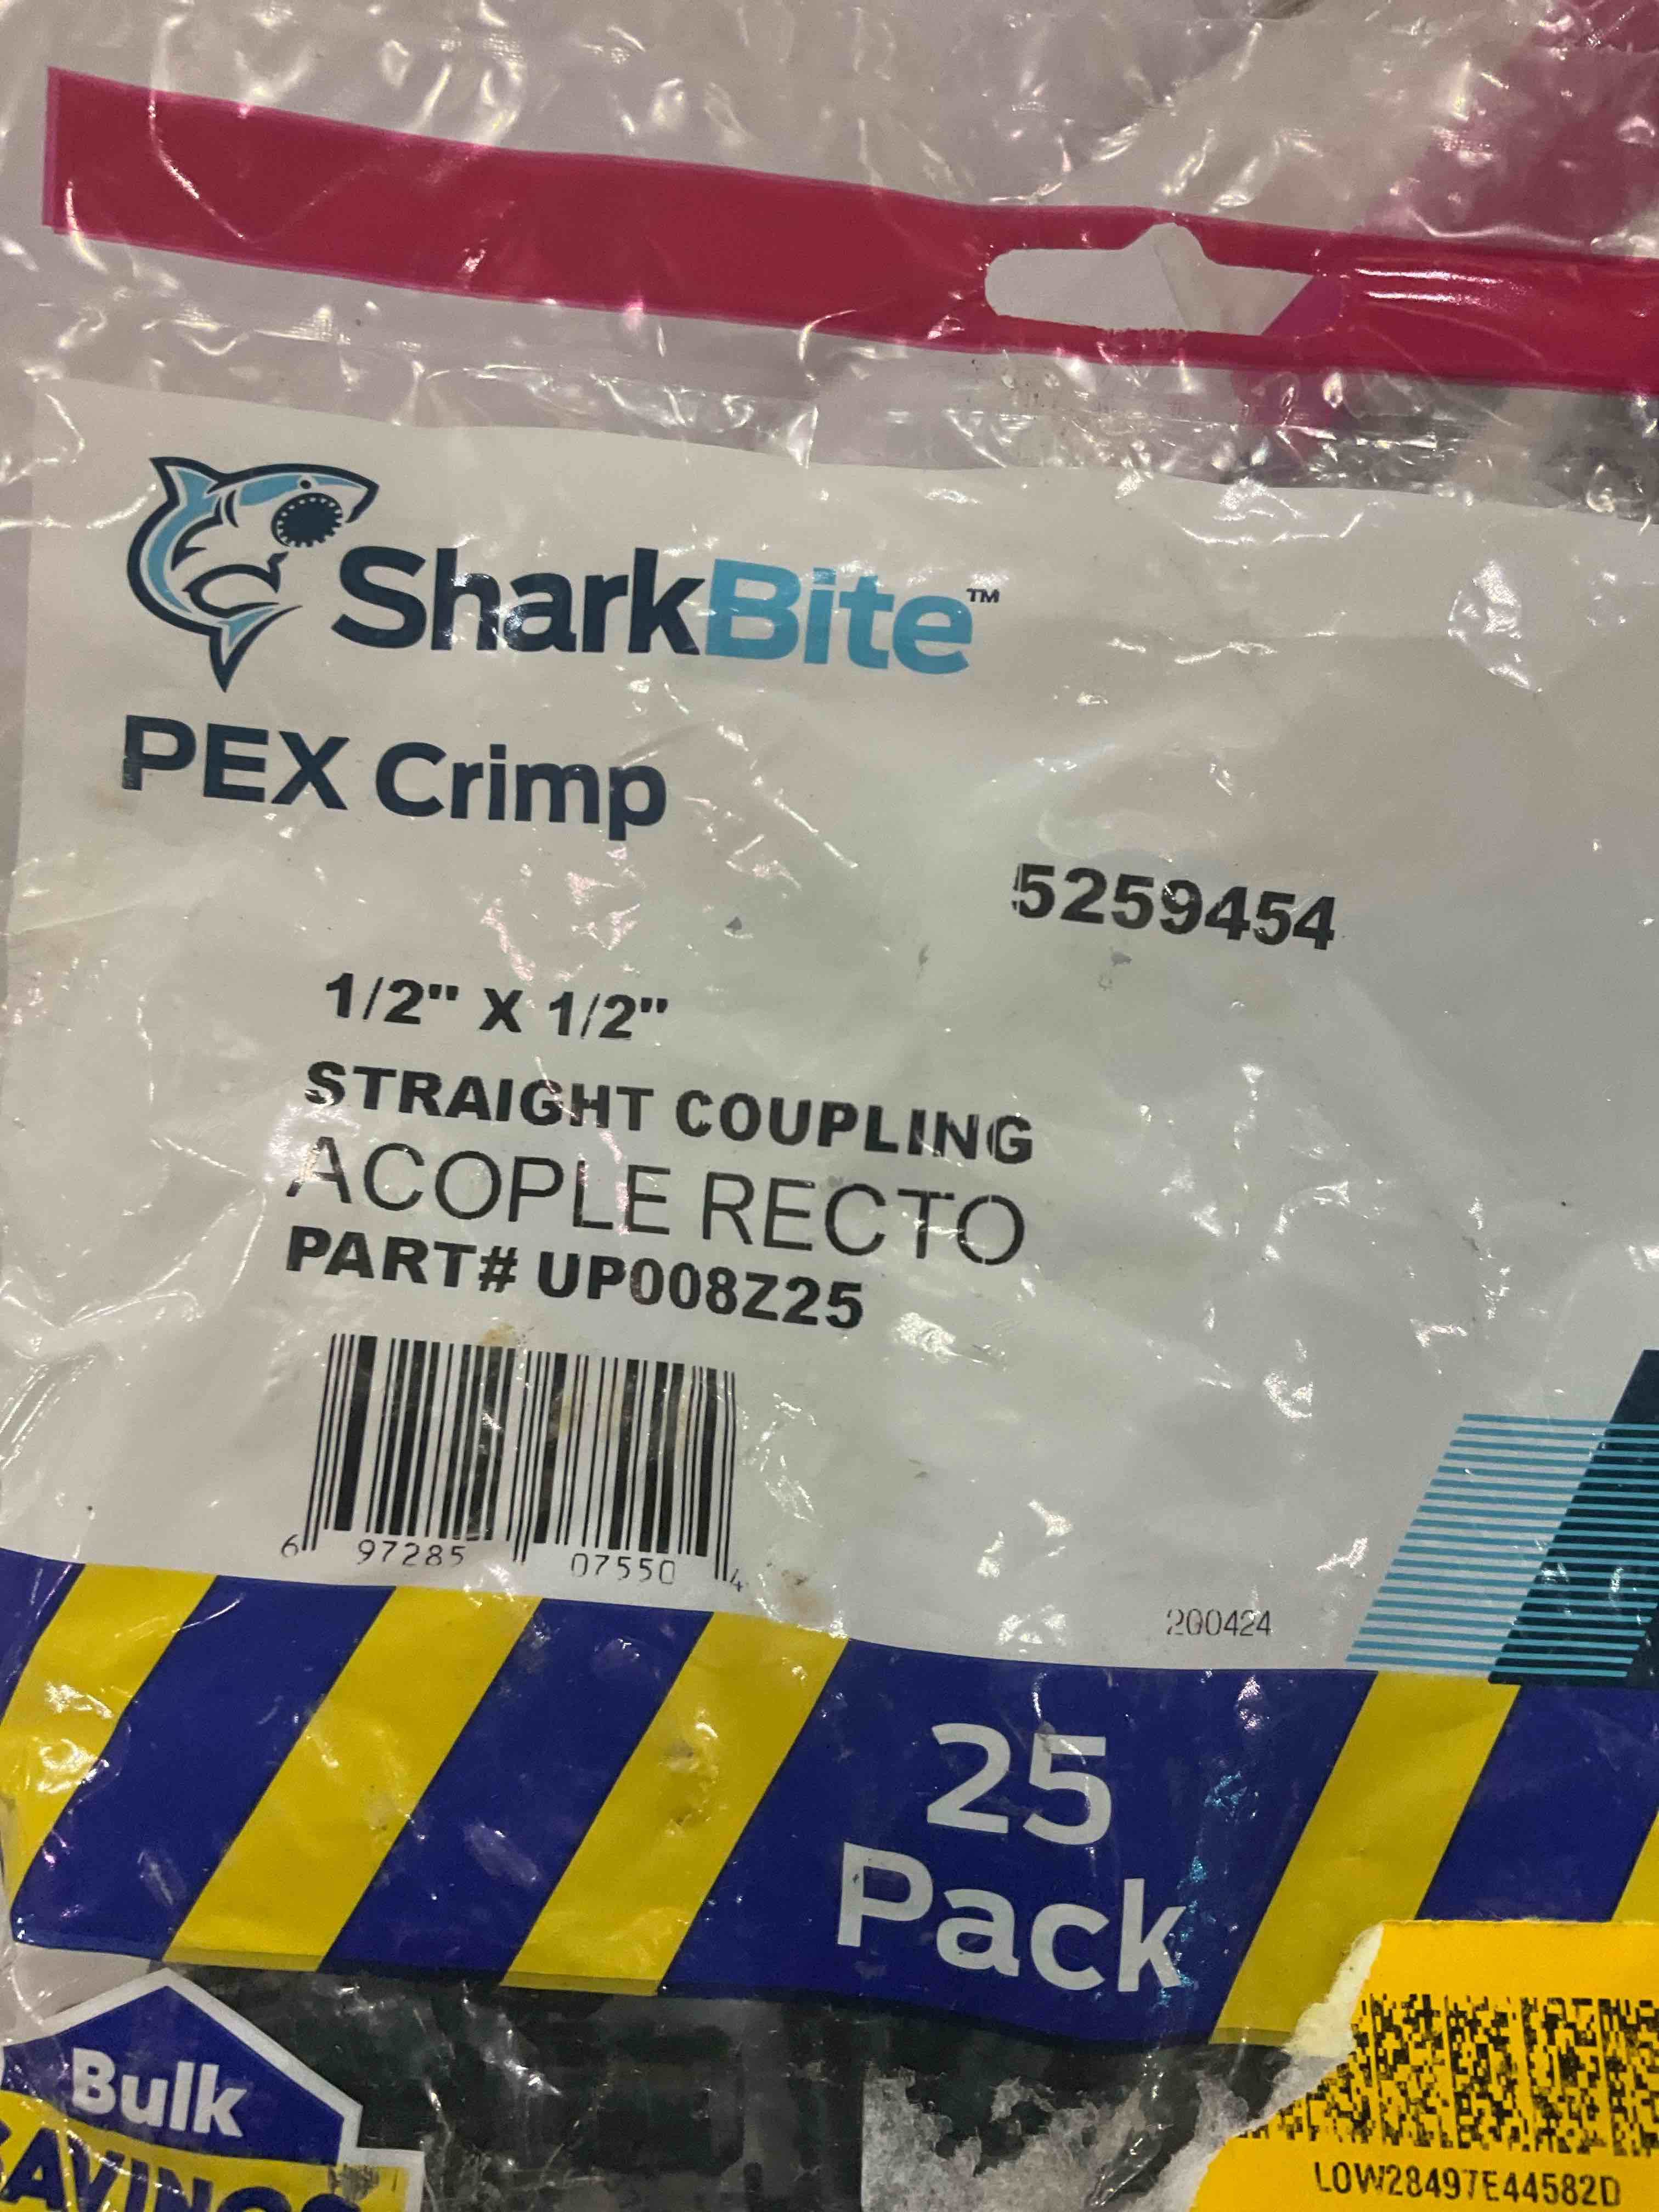 SharkBite™
PEX Crimp
5259454
1/2" X 1/2"
STRAIGHT COUPLING
ACOPLE RECTO
PART# UP008Z25
6 97285 07550 4
200424
25
Pack
Bulk
SAVINGS
LOW28497E44582D